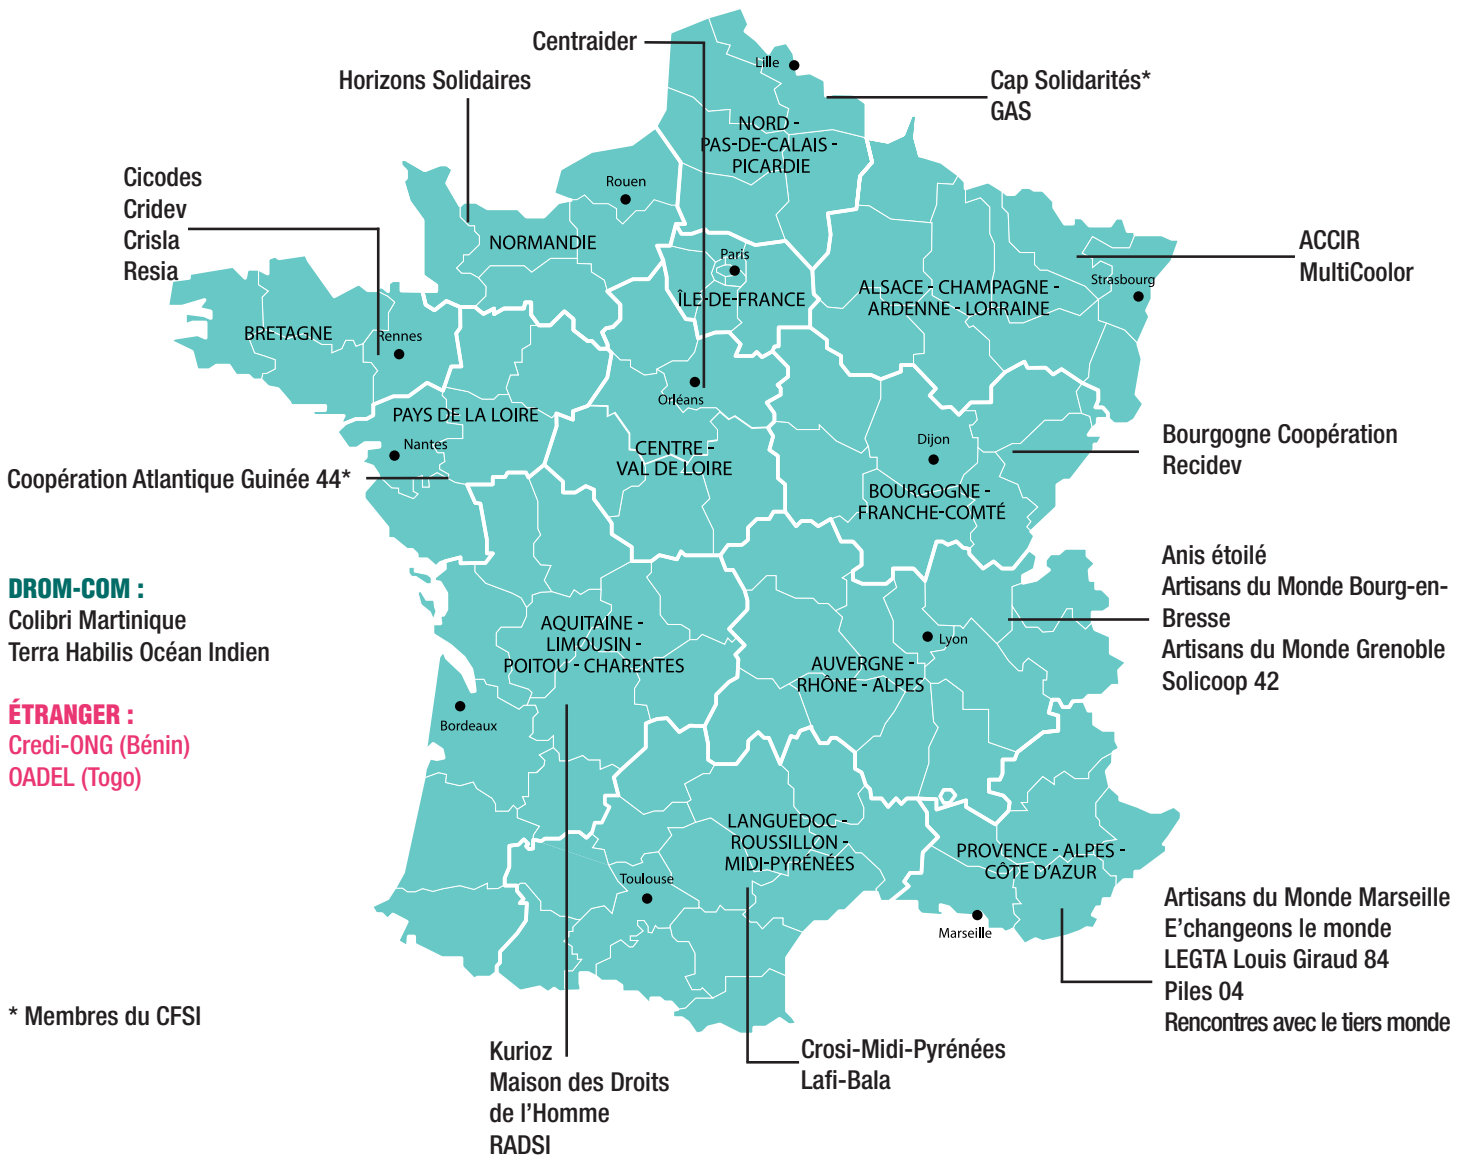 Centraider
Horizons Solidaires
Cap Solidarités*
GAS
Cicodes
Cridev
Crisla
Resia
ACCIR
MultiCoolor
Lille
NORD -
PAS-DE-CALAIS -
PICARDIE
Rouen
NORMANDIE
Paris
ÎLE-DE-FRANCE
ALSACE - CHAMPAGNE -
ARDENNE - LORRAINE
Strasbourg
BRETAGNE
Rennes
Orléans
PAYS DE LA LOIRE
Nantes
CENTRE -
VAL DE LOIRE
Dijon
BOURGOGNE -
FRANCHE-COMTÉ
Bourgogne Coopération
Recidev
Coopération Atlantique Guinée 44*
DROM-COM :
Colibri Martinique
Terra Habilis Océan Indien
ÉTRANGER :
Credi-ONG (Bénin)
OADEL (Togo)
AQUITAINE -
LIMOUSIN -
POITOU - CHARENTES
Bordeaux
Lyon
AUVERGNE -
RHÔNE - ALPES
Anis étoilé
Artisans du Monde Bourg-en-
Bresse
Artisans du Monde Grenoble
Solicoop 42
LANGUEDOC -
ROUSSILLON -
MIDI-PYRÉNÉES
Toulouse
PROVENCE - ALPES -
CÔTE D'AZUR
Marseille
Artisans du Monde Marseille
E'changeons le monde
LEGTA Louis Giraud 84
Piles 04
Rencontres avec le tiers monde
* Membres du CFSI
Kurioz
Maison des Droits
de l'Homme
RADSI
Crosi-Midi-Pyrénées
Lafi-Bala